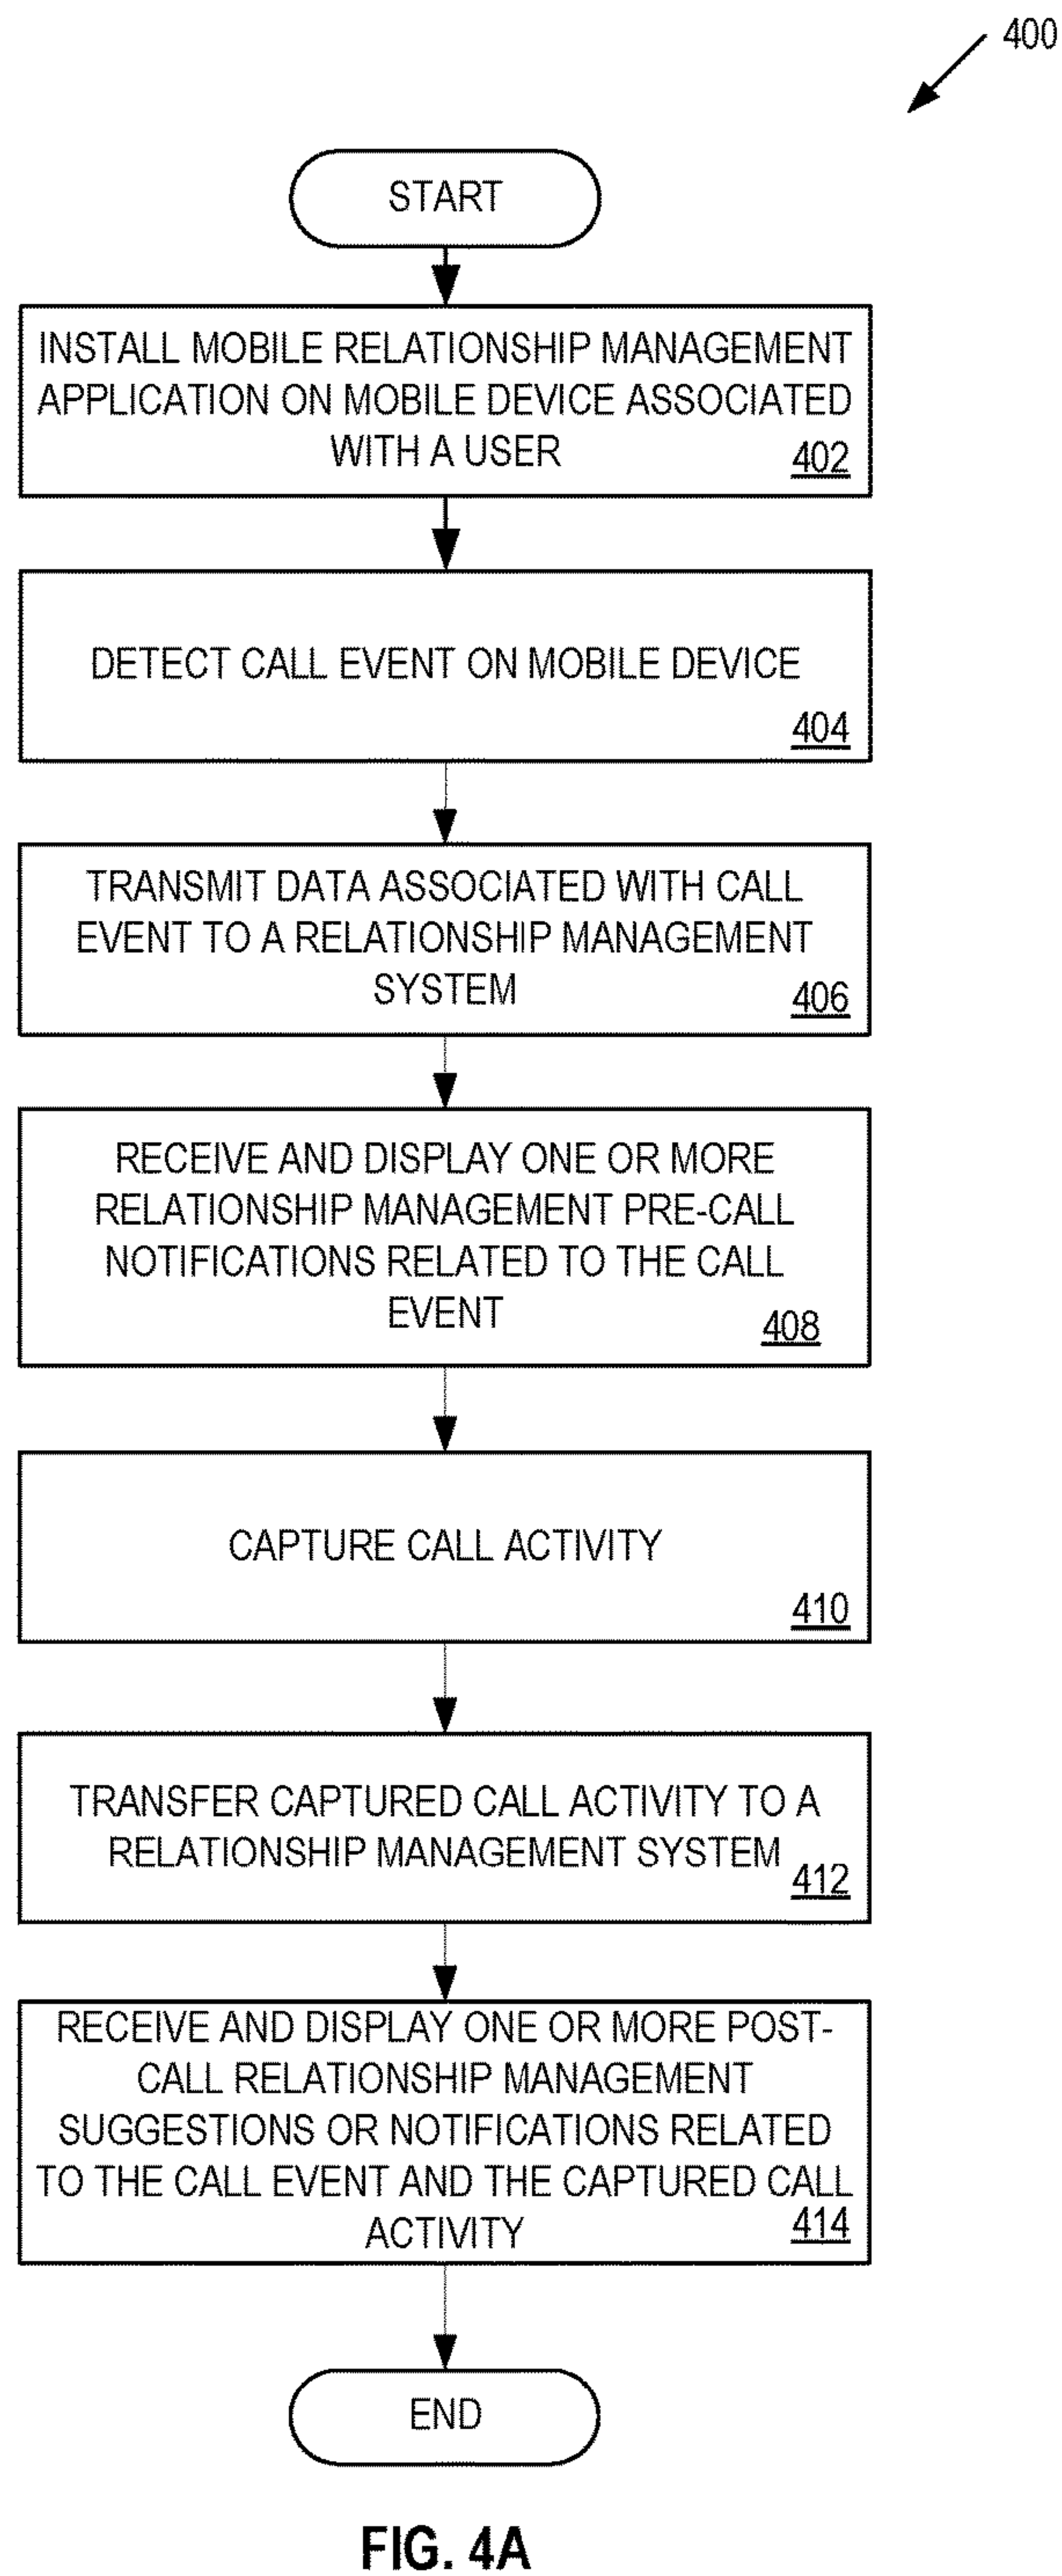 400
START
INSTALL MOBILE RELATIONSHIP MANAGEMENT
APPLICATION ON MOBILE DEVICE ASSOCIATED
WITH A USER
402
DETECT CALL EVENT ON MOBILE DEVICE
404
TRANSMIT DATA ASSOCIATED WITH CALL
EVENT TO A RELATIONSHIP MANAGEMENT
SYSTEM
406
RECEIVE AND DISPLAY ONE OR MORE
RELATIONSHIP MANAGEMENT PRE-CALL
NOTIFICATIONS RELATED TO THE CALL
EVENT
408
CAPTURE CALL ACTIVITY
410
TRANSFER CAPTURED CALL ACTIVITY TO A
RELATIONSHIP MANAGEMENT SYSTEM
412
RECEIVE AND DISPLAY ONE OR MORE POST-
CALL RELATIONSHIP MANAGEMENT
SUGGESTIONS OR NOTIFICATIONS RELATED
TO THE CALL EVENT AND THE CAPTURED CALL
ACTIVITY
414
END
FIG. 4A